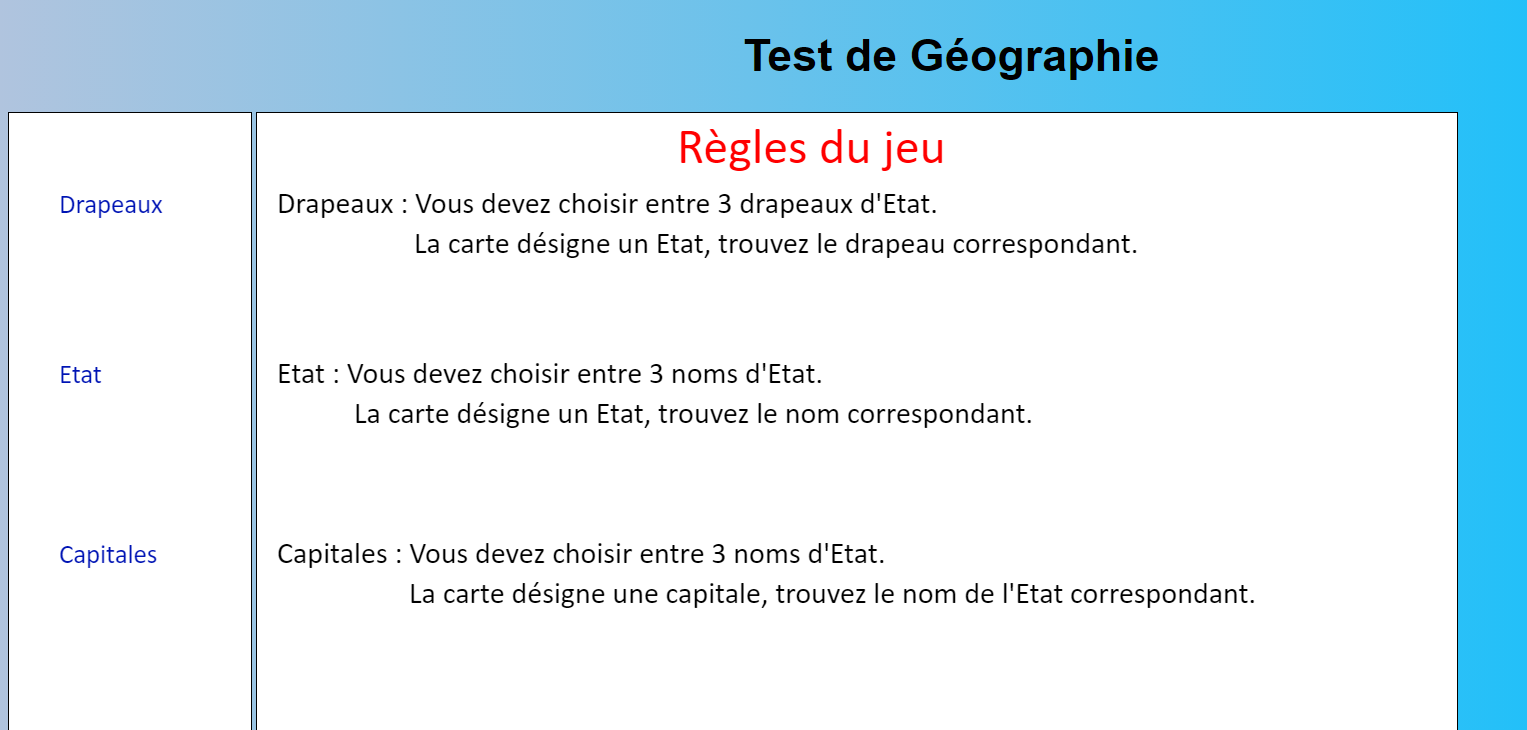 Test de Géographie
Règles du jeu
Drapeaux
Drapeaux : Vous devez choisir entre 3 drapeaux d'Etat.
La carte désigne un Etat, trouvez le drapeau correspondant.
Etat
Etat : Vous devez choisir entre 3 noms d'Etat.
La carte désigne un Etat, trouvez le nom correspondant.
Capitales
Capitales : Vous devez choisir entre 3 noms d'Etat.
La carte désigne une capitale, trouvez le nom de l'Etat correspondant.